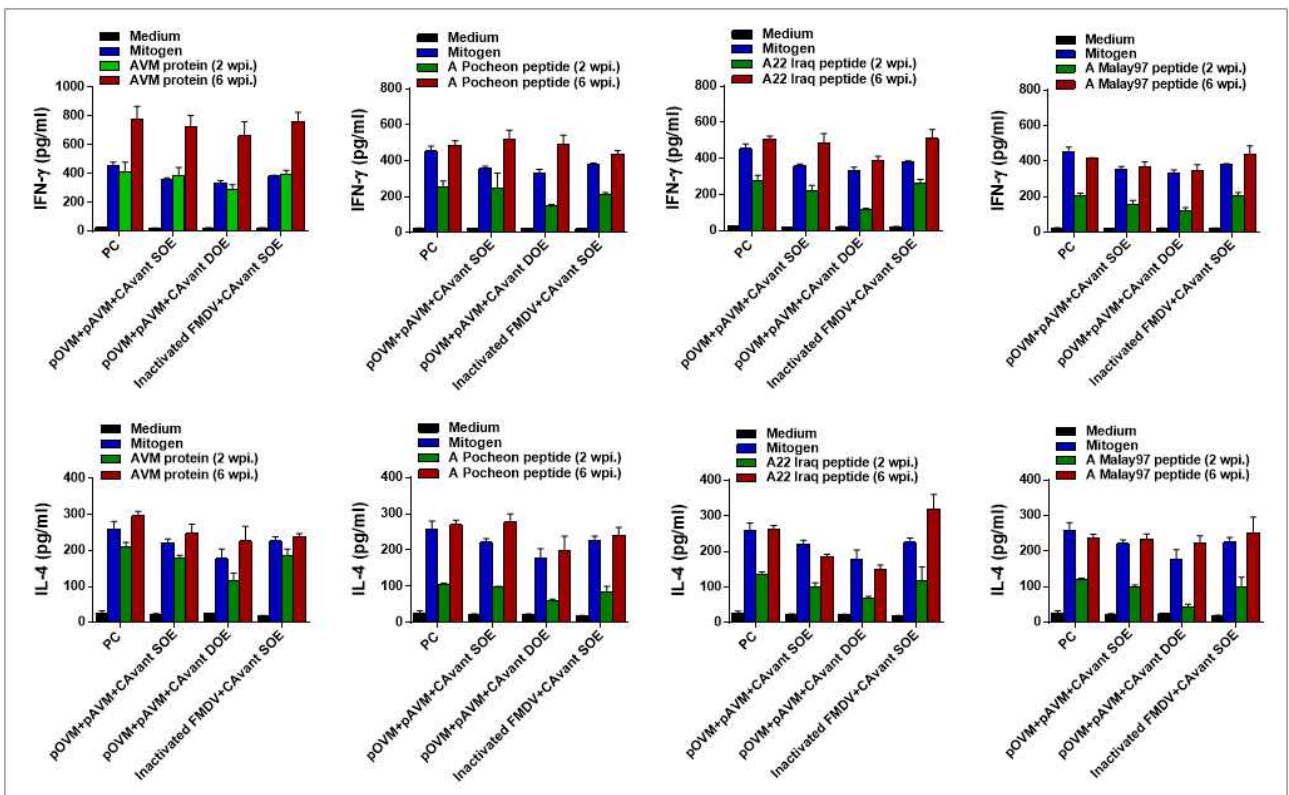 Medium
Mitogen
AVM protein (2 wpi.)
AVM protein (6 wpi.)
IFN-γ (pg/ml)
1000
800
600
400
200
0
PC
pOVM+pAVM+CAvant SOE
pOVM+pAVM+CAvant DOE
Inactivated FMDV+CAvant SOE
Medium
Mitogen
A Pocheon peptide (2 wpi.)
A Pocheon peptide (6 wpi.)
IFN-γ (pg/ml)
800
600
400
200
0
PC
pOVM+pAVM+CAvant SOE
pOVM+pAVM+CAvant DOE
Inactivated FMDV+CAvant SOE
Medium
Mitogen
A22 Iraq peptide (2 wpi.)
A22 Iraq peptide (6 wpi.)
IFN-γ (pg/ml)
800
600
400
200
0
PC
pOVM+pAVM+CAvant SOE
pOVM+pAVM+CAvant DOE
Inactivated FMDV+CAvant SOE
Medium
Mitogen
A Malay97 peptide (2 wpi.)
A Malay97 peptide (6 wpi.)
IFN-γ (pg/ml)
800
600
400
200
0
PC
pOVM+pAVM+CAvant SOE
pOVM+pAVM+CAvant DOE
Inactivated FMDV+CAvant SOE
Medium
Mitogen
AVM protein (2 wpi.)
AVM protein (6 wpi.)
IL-4 (pg/ml)
400
300
200
100
0
PC
pOVM+pAVM+CAvant SOE
pOVM+pAVM+CAvant DOE
Inactivated FMDV+CAvant SOE
Medium
Mitogen
A Pocheon peptide (2 wpi.)
A Pocheon peptide (6 wpi.)
IL-4 (pg/ml)
400
300
200
100
0
PC
pOVM+pAVM+CAvant SOE
pOVM+pAVM+CAvant DOE
Inactivated FMDV+CAvant SOE
Medium
Mitogen
A22 Iraq peptide (2 wpi.)
A22 Iraq peptide (6 wpi.)
IL-4 (pg/ml)
400
300
200
100
0
PC
pOVM+pAVM+CAvant SOE
pOVM+pAVM+CAvant DOE
Inactivated FMDV+CAvant SOE
Medium
Mitogen
A Malay97 peptide (2 wpi.)
A Malay97 peptide (6 wpi.)
IL-4 (pg/ml)
400
300
200
100
0
PC
pOVM+pAVM+CAvant SOE
pOVM+pAVM+CAvant DOE
Inactivated FMDV+CAvant SOE